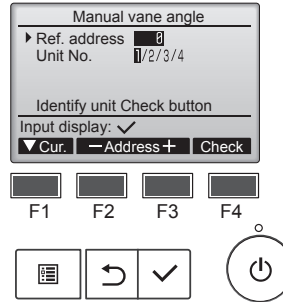 Manual vane angle
Ref. address 0
Unit No. 1/2/3/4
Identify unit Check button
Input display: ✓
▼ Cur. − Address + Check
F1 F2 F3 F4